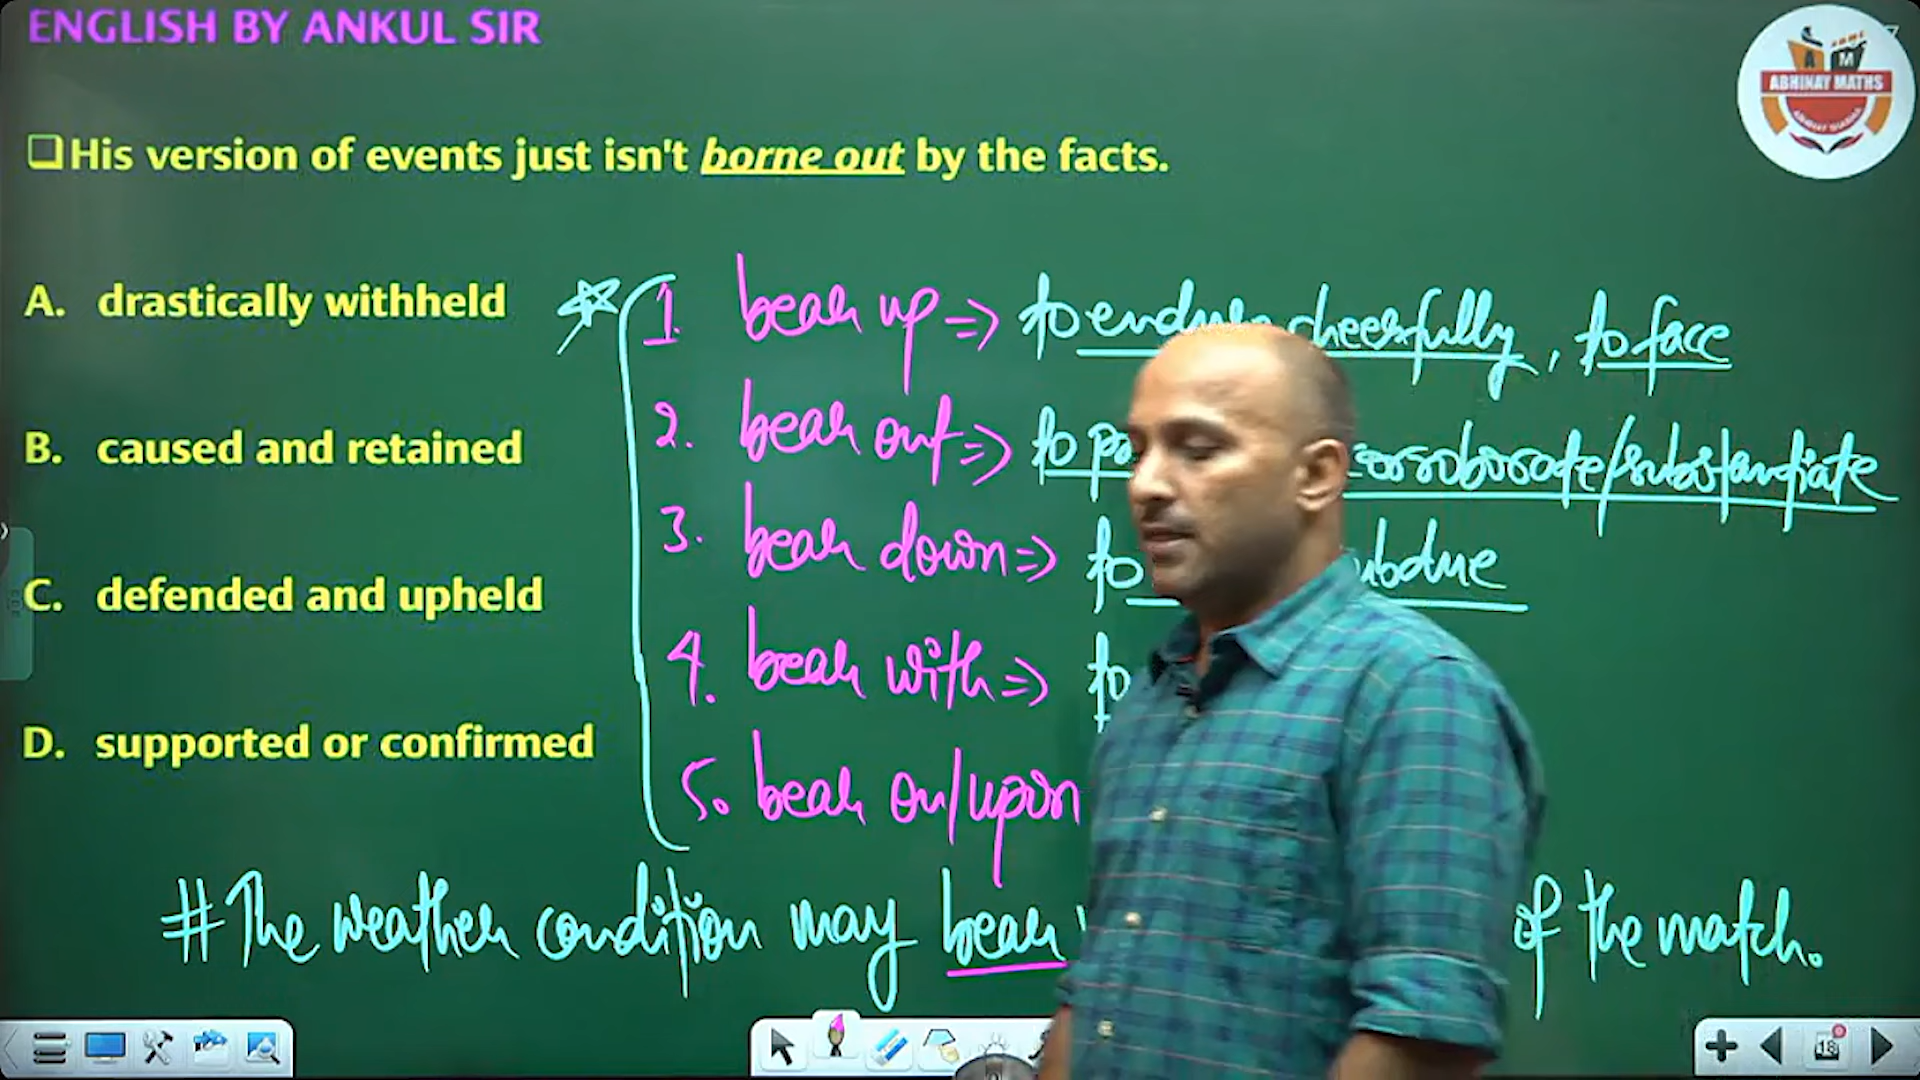 ENGLISH BY ANKUL SIR
A M
ABHINAY MATHS
ABHINAY SHARMA
His version of events just isn't borne out by the facts.
A. drastically withheld
B. caused and retained
C. defended and upheld
D. supported or confirmed
1. bear up => to endure cheerfully, to face
2. bear out => to corroborate/substantiate
3. bear down => to subdue
4. bear with => to
5. bear on/upon
# The weather condition may bear of the match.
18